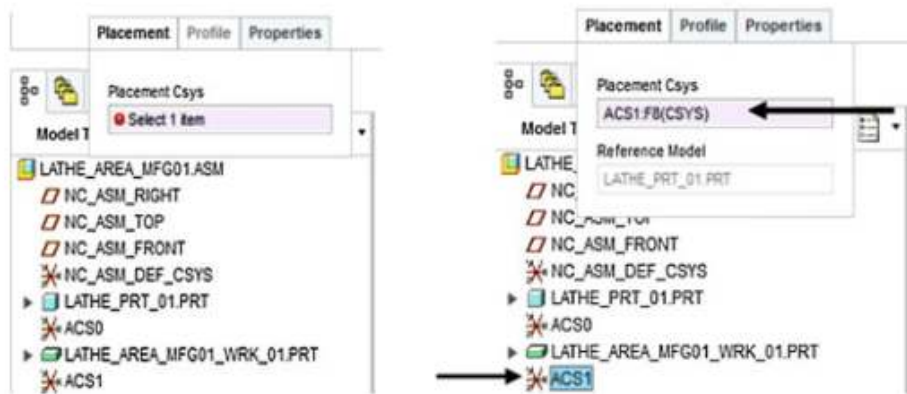 Placement Profile Properties
Placement Csys
Select 1 item
Model T
LATHE_AREA_MFG01.ASM
NC_ASM_RIGHT
NC_ASM_TOP
NC_ASM_FRONT
NC_ASM_DEF_CSYS
LATHE_PRT_01.PRT
ACS0
LATHE_AREA_MFG01_WRK_01.PRT
ACS1
Placement Profile Properties
Placement Csys
ACS1:F8(CSYS)
Model T
Reference Model
LATHE_PRT_01.PRT
LATHE
NC
NC_ASM_TOP
NC_ASM_FRONT
NC_ASM_DEF_CSYS
LATHE_PRT_01.PRT
ACS0
LATHE_AREA_MFG01_WRK_01.PRT
ACS1